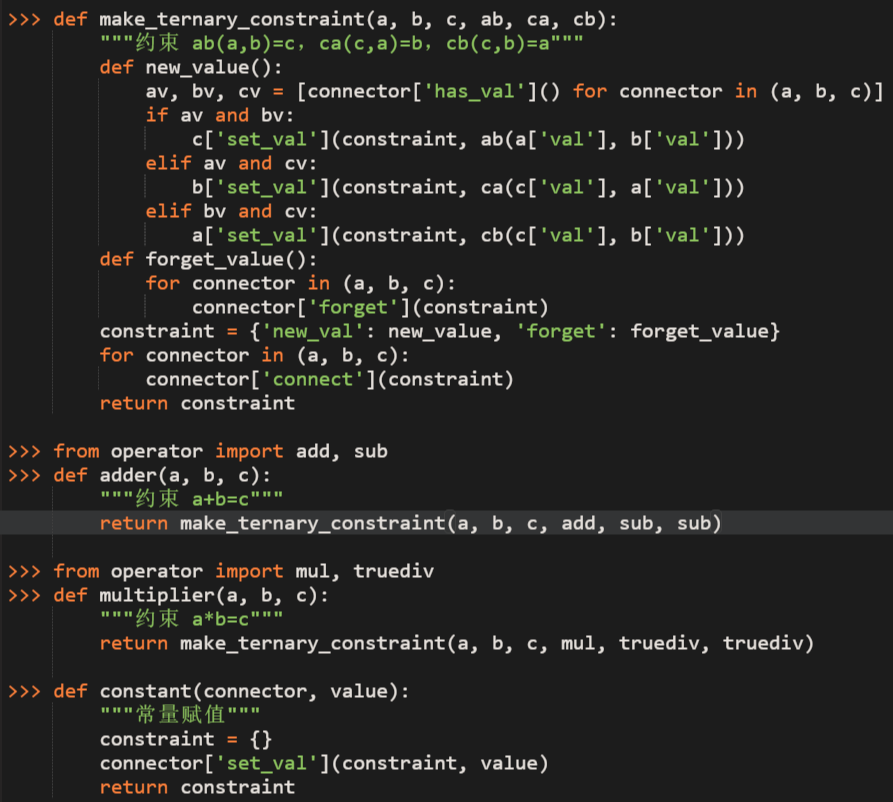 >>> def make_ternary_constraint(a, b, c, ab, ca, cb):
        """约束 ab(a,b)=c，ca(c,a)=b，cb(c,b)=a"""
        def new_value():
            av, bv, cv = [connector['has_val']() for connector in (a, b, c)]
            if av and bv:
                c['set_val'](constraint, ab(a['val'], b['val']))
            elif av and cv:
                b['set_val'](constraint, ca(c['val'], a['val']))
            elif bv and cv:
                a['set_val'](constraint, cb(c['val'], b['val']))
        def forget_value():
            for connector in (a, b, c):
                connector['forget'](constraint)
        constraint = {'new_val': new_value, 'forget': forget_value}
        for connector in (a, b, c):
            connector['connect'](constraint)
        return constraint
>>> from operator import add, sub
>>> def adder(a, b, c):
        """约束 a+b=c"""
        return make_ternary_constraint(a, b, c, add, sub, sub)
>>> from operator import mul, truediv
>>> def multiplier(a, b, c):
        """约束 a*b=c"""
        return make_ternary_constraint(a, b, c, mul, truediv, truediv)
>>> def constant(connector, value):
        """常量赋值"""
        constraint = {}
        connector['set_val'](constraint, value)
        return constraint